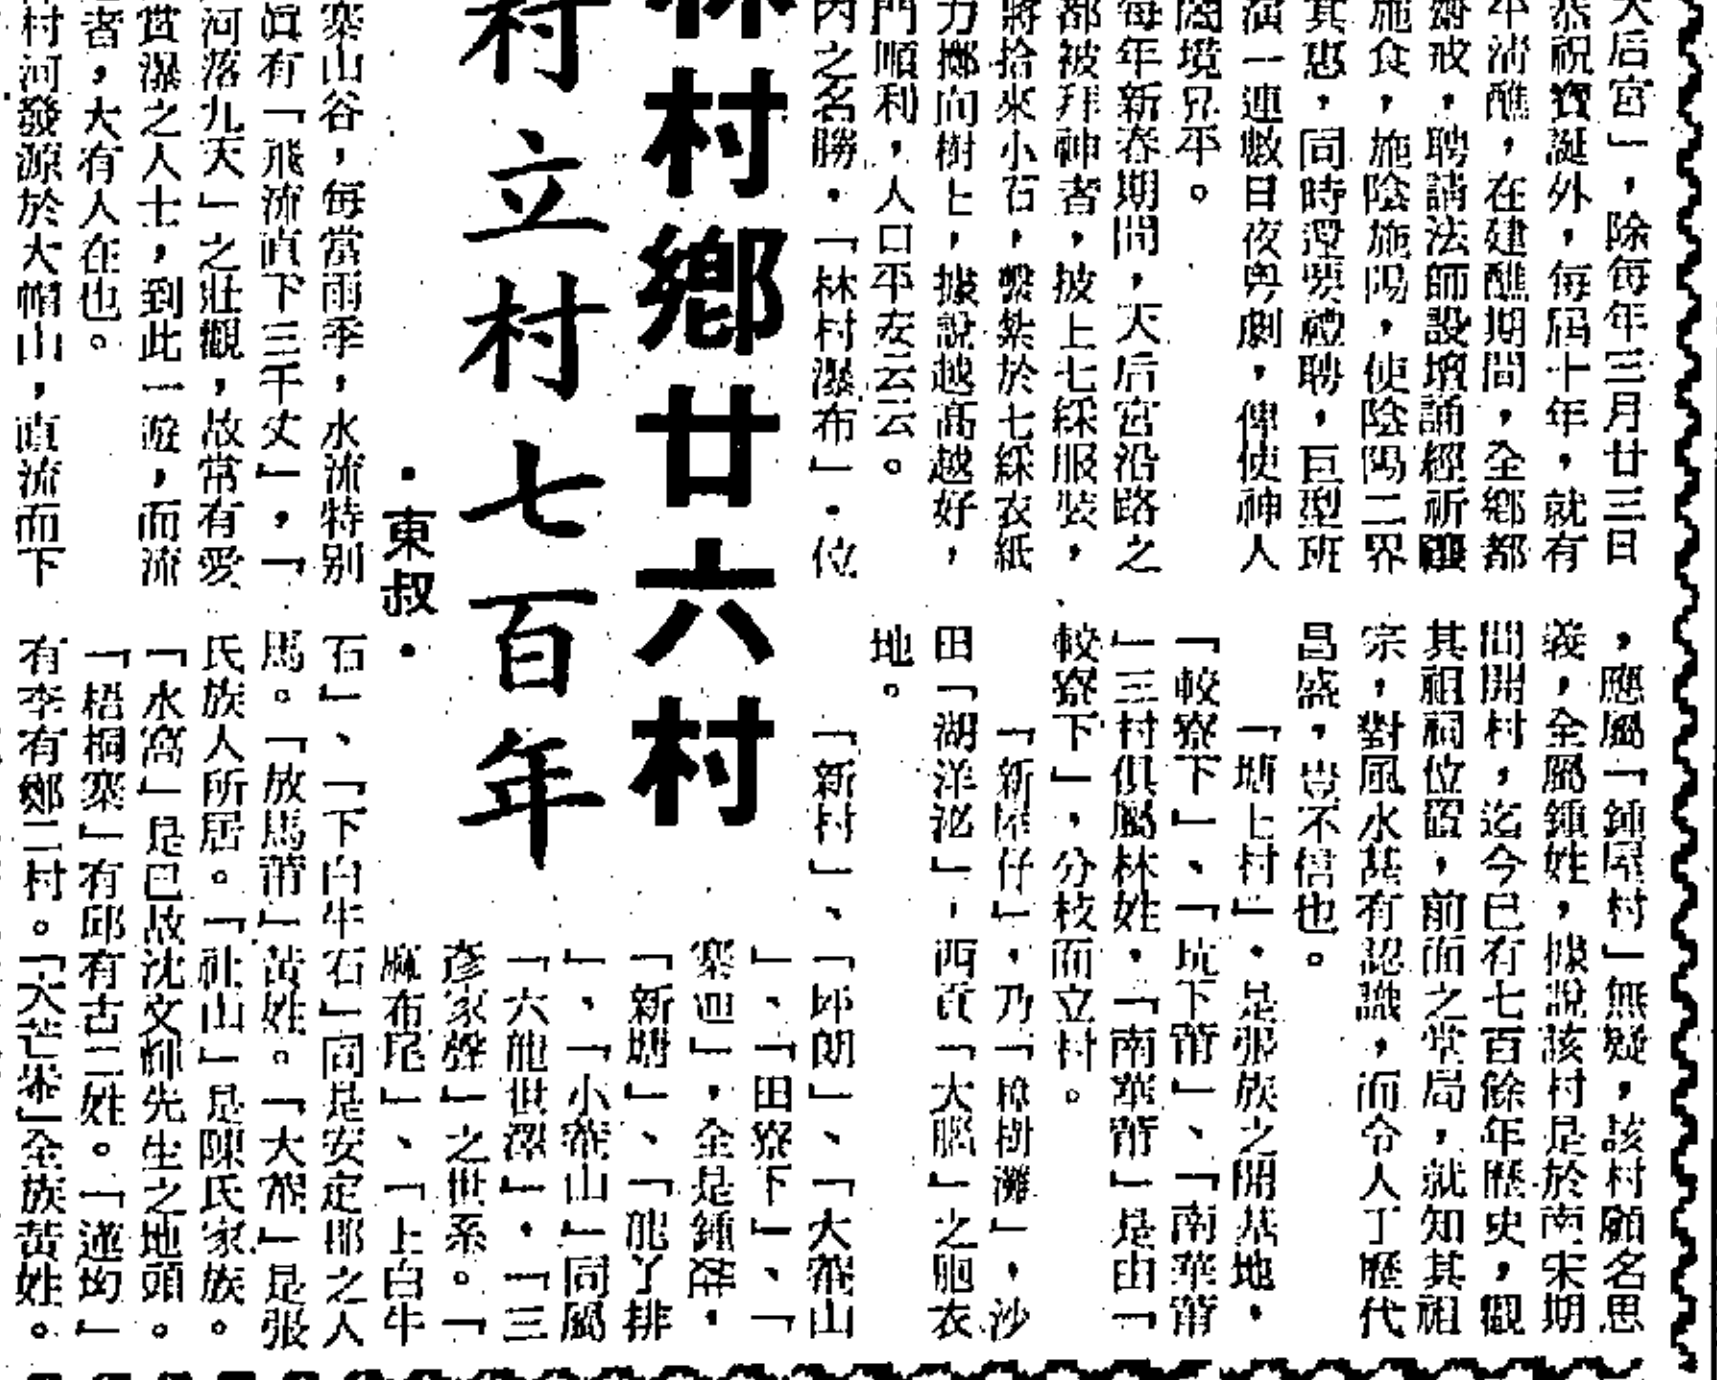 天后宮」，除每年三月廿三日
恭祝寶誕外，每屆十年，就有
平清醮，在建醮期間，全鄉都
齋戒，聘請法師設壇誦經祈
施食，施陰施陽，使陰陽二界
其惠，同時還要禮聘，巨型班
演一連數日夜粵劇，俾使神人
闔境昇平。
每年新春期間，天后宮沿路之
都被拜神者，披上七綵服裝，
將拾來小石，繫紮於七綵衣紙
力擲向樹上，據說越高越好，
門順利，人口平安云云。
內之名勝．「林村瀑布」．位
林村鄉廿六村
村立村七百年
．東叔．
寨山谷，每當雨季，水流特別
眞有「飛流直下三千丈」，「
河落九天」之壯觀，故常有愛
賞瀑之人士，到此一遊，而流
者，大有人在也。
村河發源於大帽山，直流而下
，應屬「鍾屋村」無疑，該村顧名思
義，全屬鍾姓，據說該村是於南宋期
間開村，迄今已有七百餘年歷史，觀
其祖祠位置，前面之堂局，就知其祖
宗，對風水甚有認識，而令人丁歷代
昌盛，豈不信也。
「塘上村」．是張族之開基地，
「較寮下」、「坑下莆」、「南華莆
」三村俱屬林姓．「南華莆」是由「
較寮下」，分枝而立村。
「新屋仔」，乃「樟樹灘」，沙
田「湖洋沁」，西貢「大腦」之胞衣
地。
「新村」、「坪朗」、「大菴山
」、「田寮下」、「
寨𡉏」，全是鍾姓．
「新塘」、「龍丫排
」、「小菴山」同屬
「六龍世澤」．「三
彥家聲」之世系。「
麻布尾」、「上白牛
石」、「下白牛石」同是安定郡之人
馬。「放馬莆」黃姓。「大菴」是張
氏族人所居。「社山」是陳氏家族。
「水窩」是已故沈文輝先生之地頭。
「梧桐寨」有邱有古二姓。「蓮均」
有李有鄭二村。「大芒輋」全族黃姓。